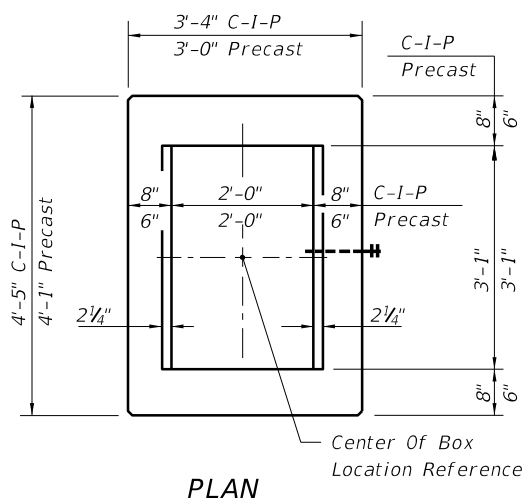 3'-4" C-I-P
3'-0" Precast
C-I-P
Precast
8"
6"
8"
2'-0"
8"
C-I-P
6"
2'-0"
6"
Precast
4'-5" C-I-P
4'-1" Precast
3'-1"
3'-1"
2¼"
2¼"
8"
6"
Center Of Box
Location Reference
PLAN